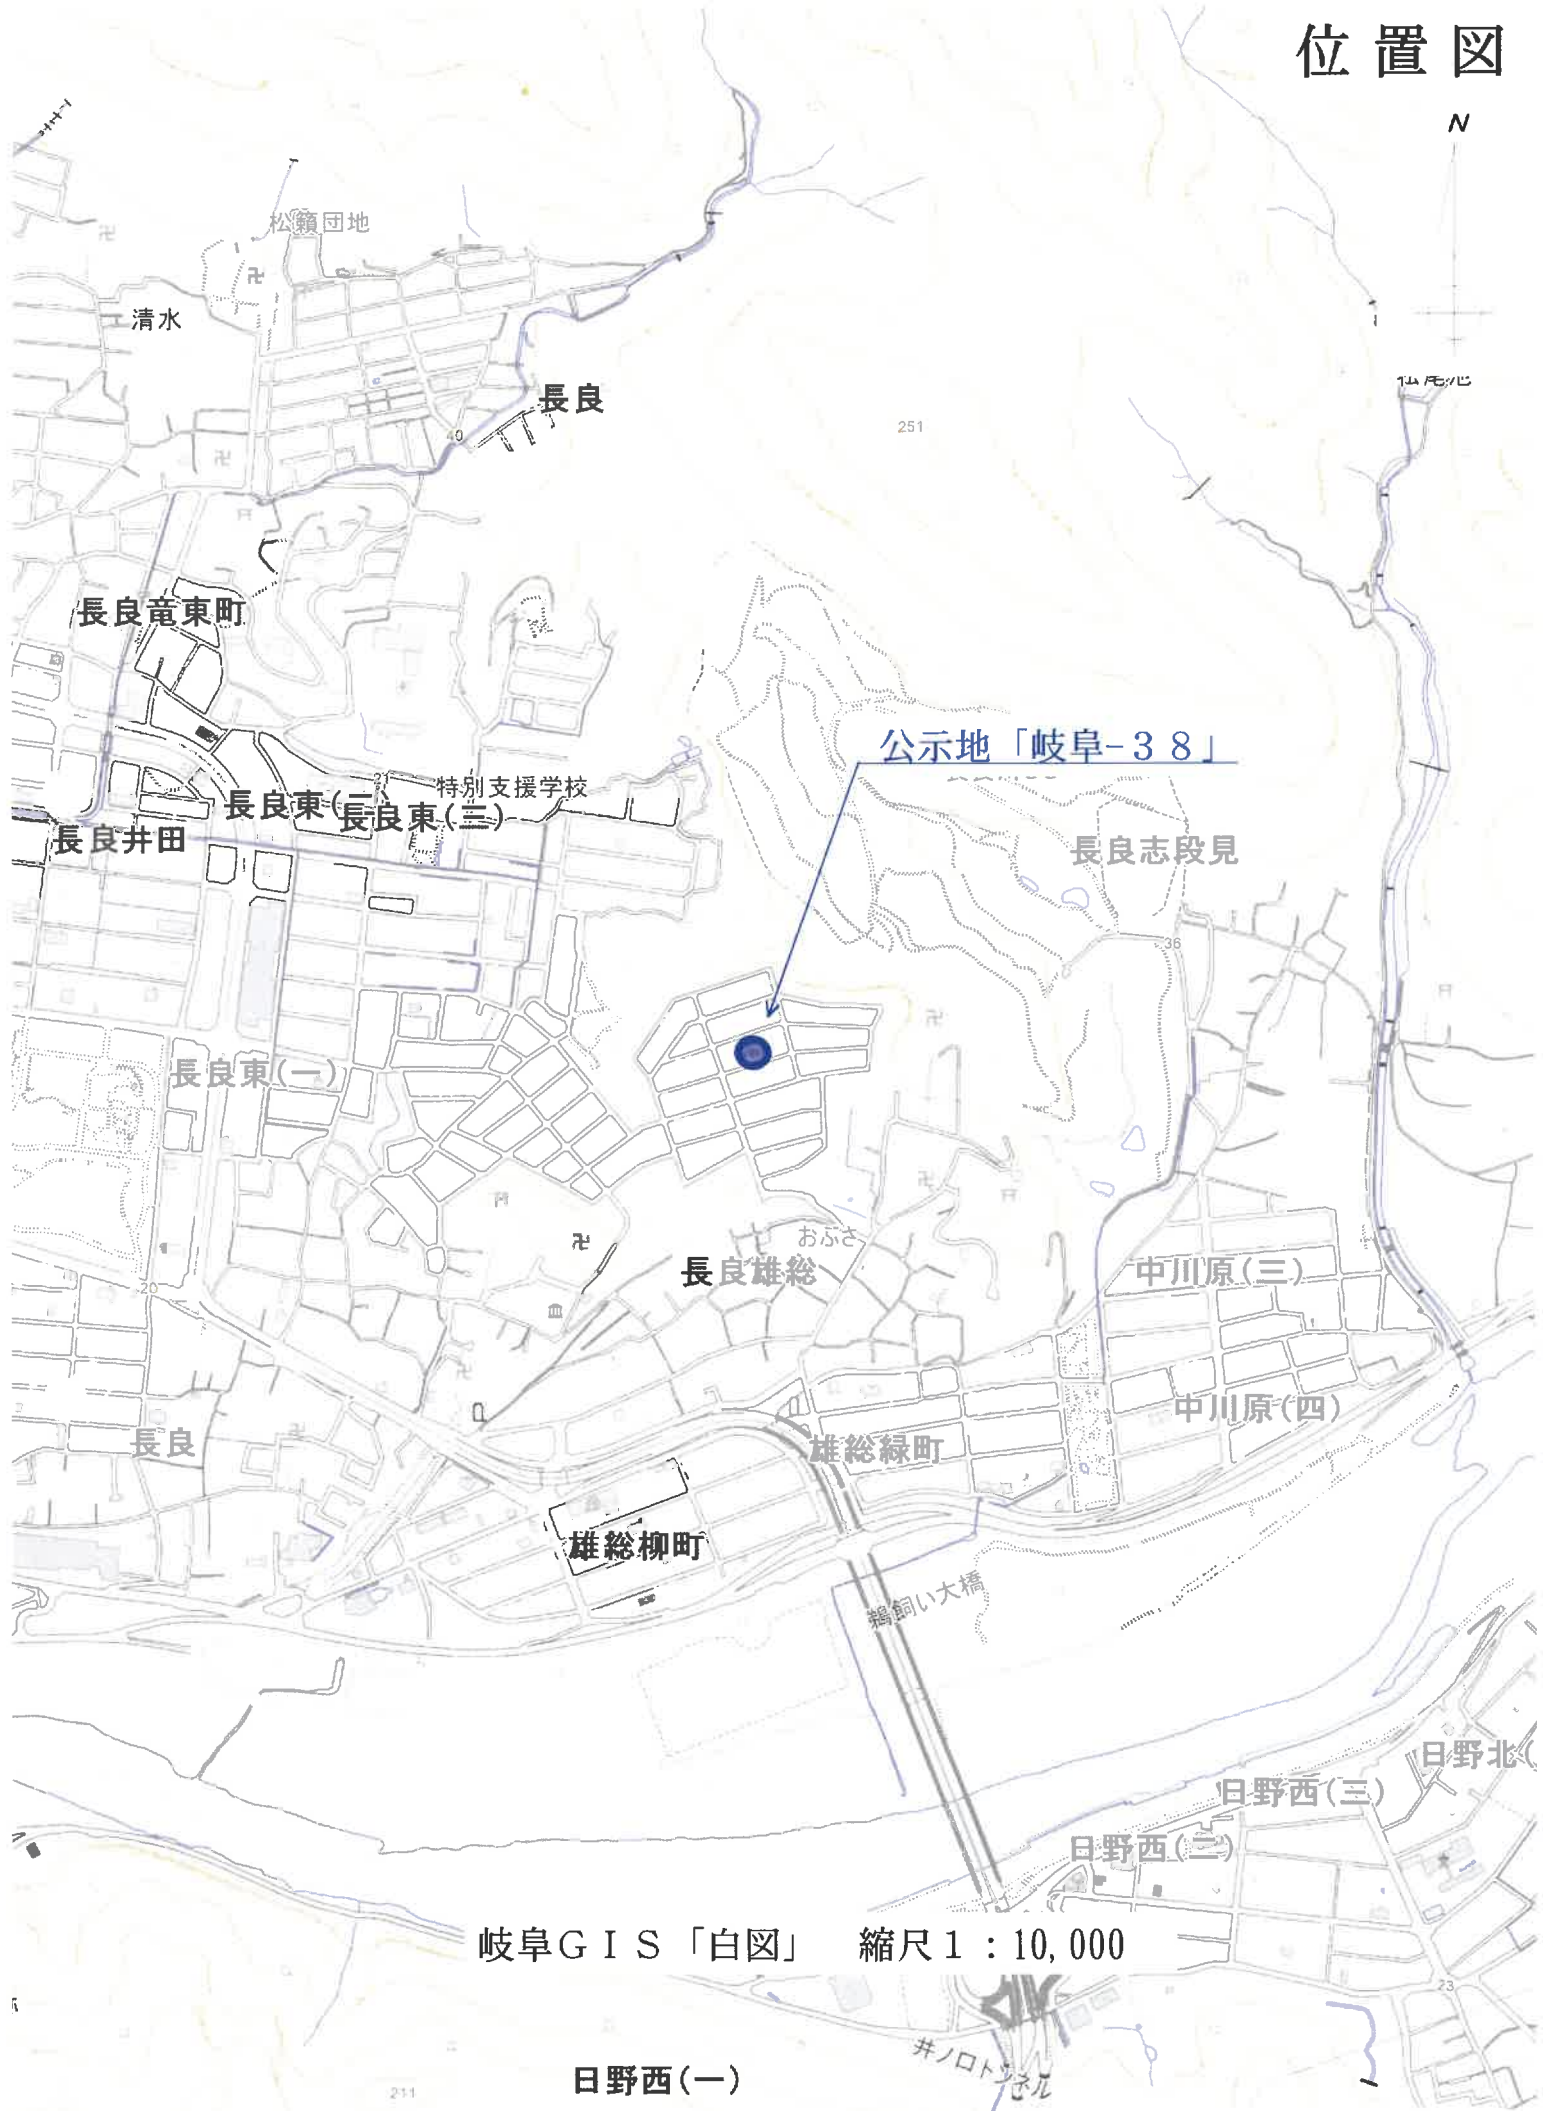 位置図
N
松籟団地
清水
長良
40
251
長良竜東町
公示地「岐阜-38」
21
特別支援学校
長良東(二)
長良東(三)
長良井田
長良志段見
36
長良東(一)
おぶさ
長良雄総
中川原(三)
20
中川原(四)
長良
雄総緑町
雄総柳町
鵜飼い大橋
日野北(
日野西(三)
日野西(二)
岐阜GIS「白図」 縮尺1:10,000
23
井ノ口トンネル
日野西(一)
211